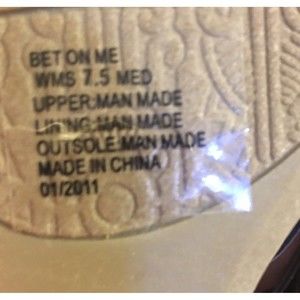 BET ON ME
WMS 7.5 MED
UPPER:MAN MADE
LINING:MAN MADE
OUTSOLE:MAN MADE
MADE IN CHINA
01/2011